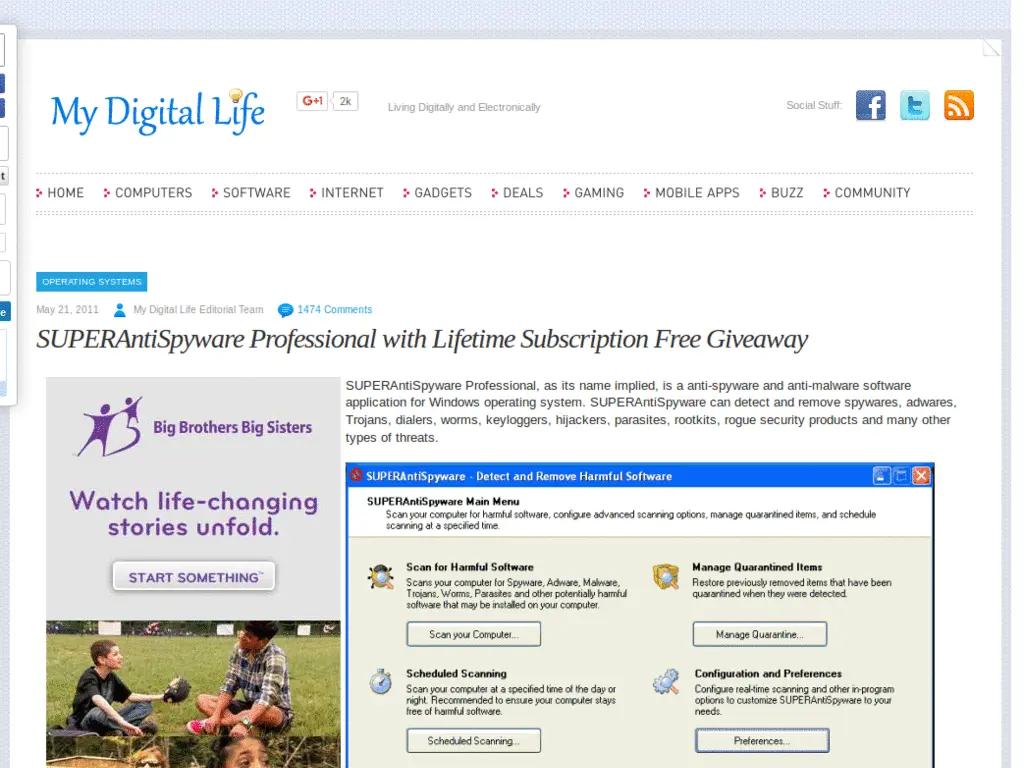 My Digital Life
G+1
2k
Living Digitally and Electronically
Social Stuff:
HOME
COMPUTERS
SOFTWARE
INTERNET
GADGETS
DEALS
GAMING
MOBILE APPS
BUZZ
COMMUNITY
OPERATING SYSTEMS
May 21, 2011
My Digital Life Editorial Team
1474 Comments
SUPERAntiSpyware Professional with Lifetime Subscription Free Giveaway
Big Brothers Big Sisters
Watch life-changing
stories unfold.
START SOMETHING™
SUPERAntiSpyware Professional, as its name implied, is a anti-spyware and anti-malware software
application for Windows operating system. SUPERAntiSpyware can detect and remove spywares, adwares,
Trojans, dialers, worms, keyloggers, hijackers, parasites, rootkits, rogue security products and many other
types of threats.
SUPERAntiSpyware - Detect and Remove Harmful Software
SUPERAntiSpyware Main Menu
Scan your computer for harmful software, configure advanced scanning options, manage quarantined items, and schedule
scanning at a specified time.
Scan for Harmful Software
Scans your computer for Spyware, Adware, Malware,
Trojans, Worms, Parasites and other potentially harmful
software that may be installed on your computer.
Scan your Computer...
Manage Quarantined Items
Restore previously removed items that have been
quarantined when they were detected.
Manage Quarantine...
Scheduled Scanning
Scan your computer at a specified time of the day or
night. Recommended to ensure your computer stays
free of harmful software.
Scheduled Scanning...
Configuration and Preferences
Configure real-time scanning and other in-program
options to customize SUPERAntiSpyware to your
needs.
Preferences...